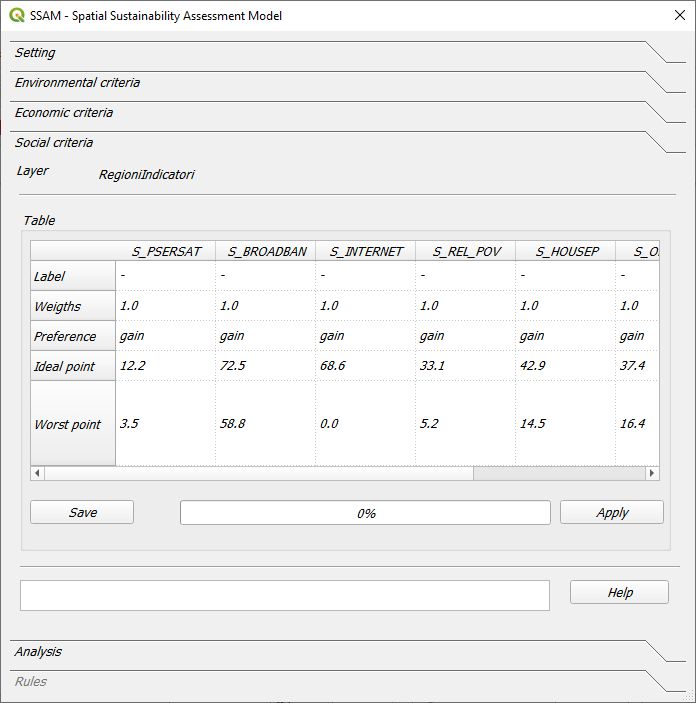 SSAM - Spatial Sustainability Assessment Model
Setting
Environmental criteria
Economic criteria
Social criteria
Layer RegioniIndicatori
Table
S_PSERSAT S_BROADBAN S_INTERNET S_REL_POV S_HOUSEP
Label - - - - - -
Weigths 1.0 1.0 1.0 1.0 1.0 1.0
Preference gain gain gain gain gain gain
Ideal point 12.2 72.5 68.6 33.1 42.9 37.4
Worst point 3.5 58.8 0.0 5.2 14.5 16.4
Save 0% Apply
Help
Analysis
Rules